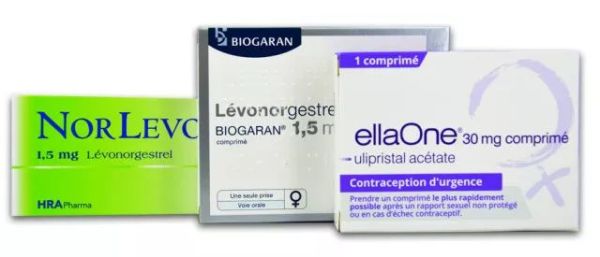 NORLEVO
1,5 mg Lévonorgestrel
HRA Pharma
BIOGARAN
Lévonorgestrel
BIOGARAN® 1,5 m
comprimé
Une seule prise
Voie orale
1 comprimé
ellaOne® 30 mg comprimé
ulipristal acétate
Contraception d'urgence
Prendre un comprimé le plus rapidement
possible après un rapport sexuel non protégé
ou en cas d'échec contraceptif.